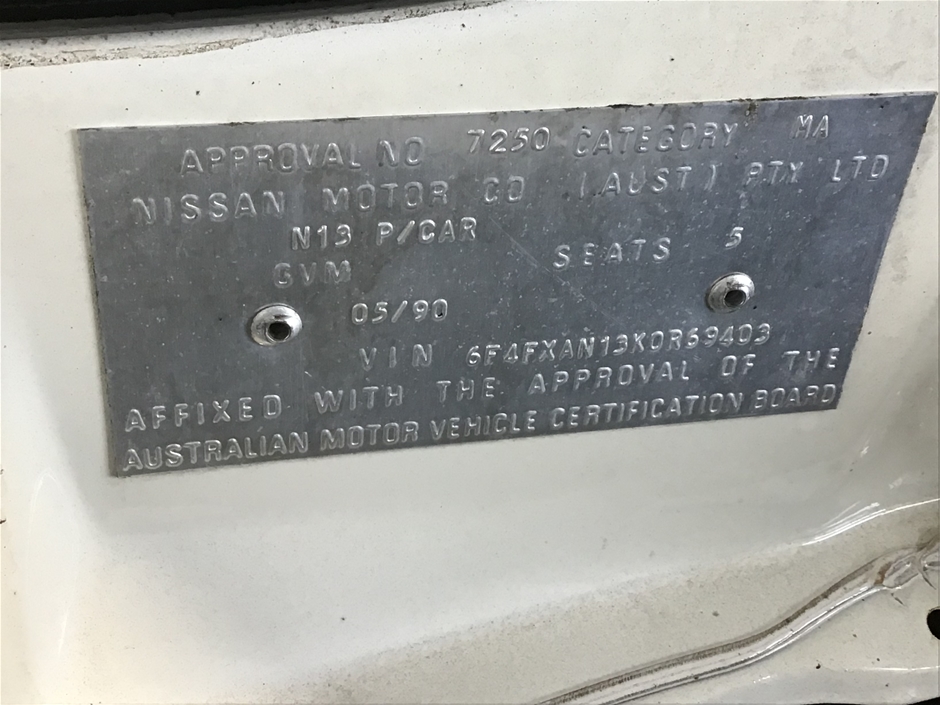 APPROVAL NO 7250 CATEGORY MA
NISSAN MOTOR CO (AUST) PTY LTD
N13 P/CAR
GVM SEATS 5
05/90
VIN 6F4FXAN13K0R69403
AFFIXED WITH THE APPROVAL OF THE
AUSTRALIAN MOTOR VEHICLE CERTIFICATION BOARD